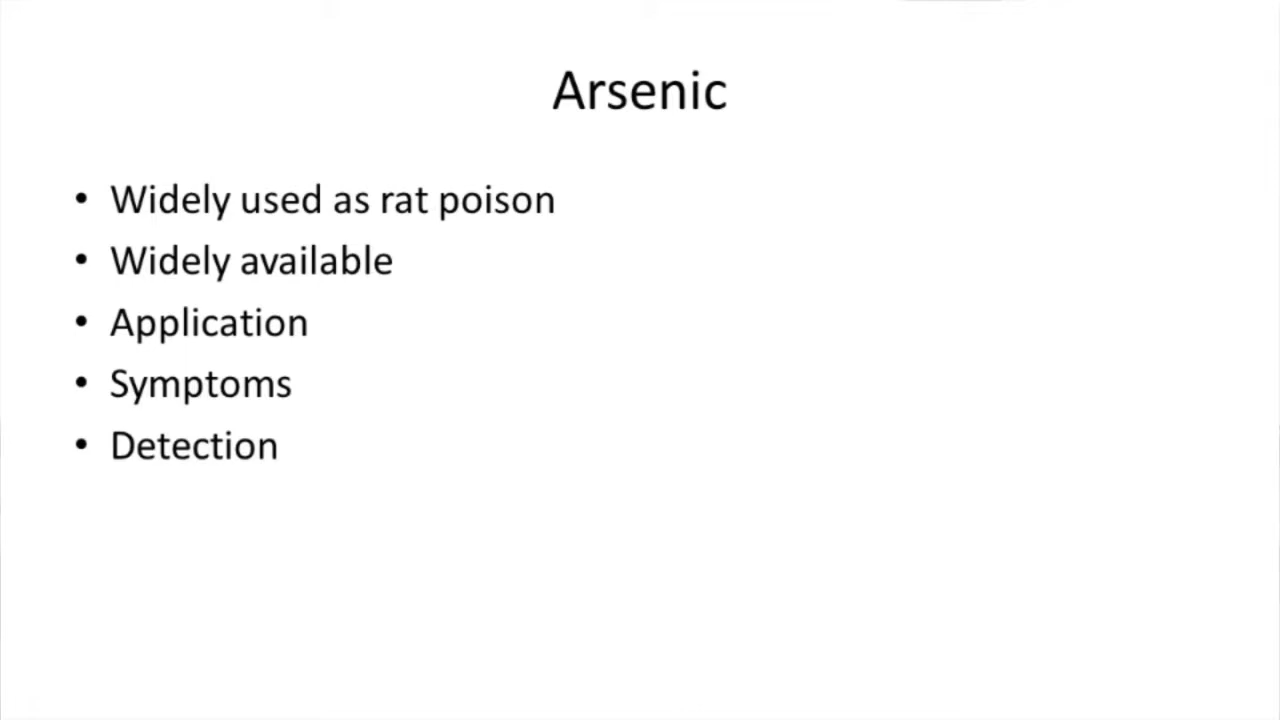 Arsenic
• Widely used as rat poison
• Widely available
• Application
• Symptoms
• Detection